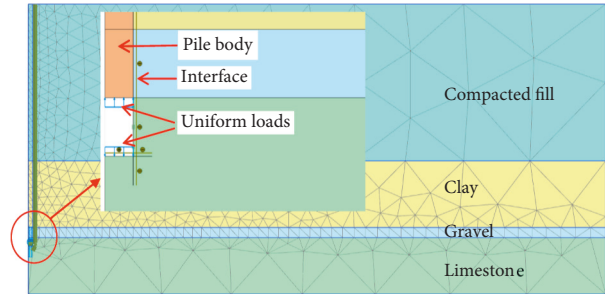 Pile body
Interface
Uniform loads
Compacted fill
Clay
Gravel
Limestone